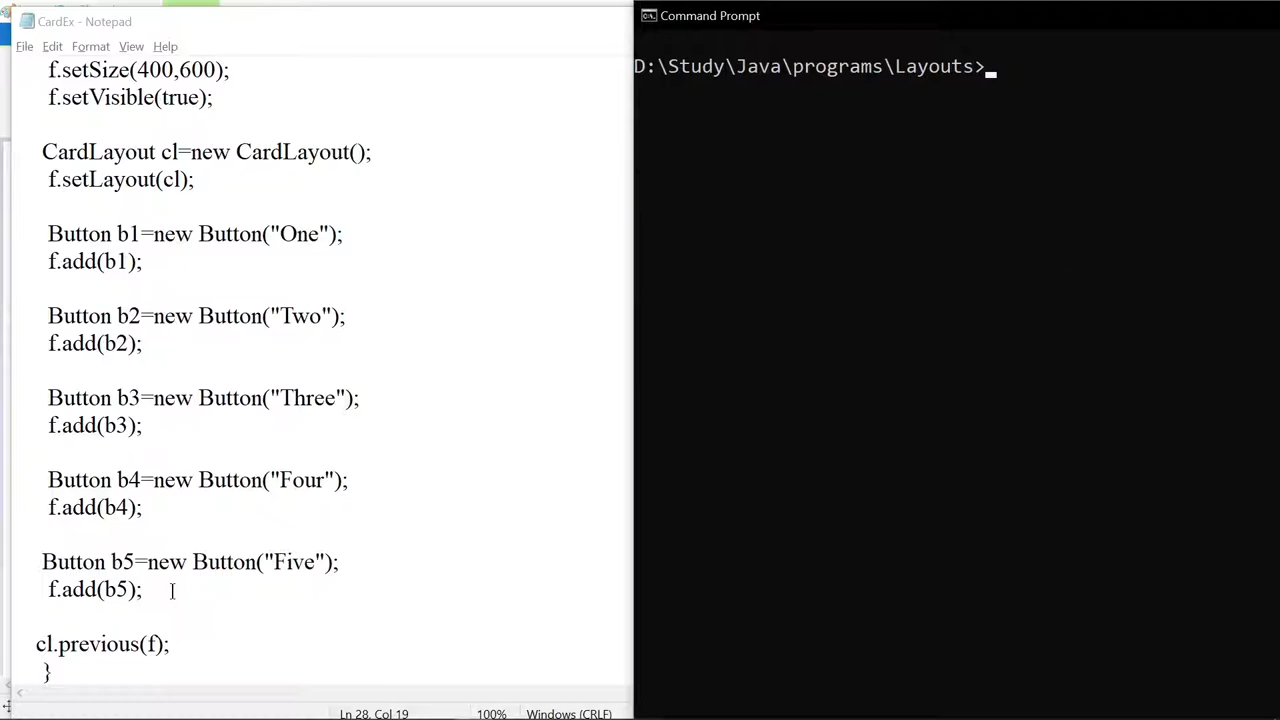 CardEx - Notepad
File Edit Format View Help
f.setSize(400,600);
f.setVisible(true);
CardLayout cl=new CardLayout();
f.setLayout(cl);
Button b1=new Button("One");
f.add(b1);
Button b2=new Button("Two");
f.add(b2);
Button b3=new Button("Three");
f.add(b3);
Button b4=new Button("Four");
f.add(b4);
Button b5=new Button("Five");
f.add(b5);
cl.previous(f);
}
Ln 28, Col 19 100% Windows (CRLF)
Command Prompt
D:\Study\Java\programs\Layouts>